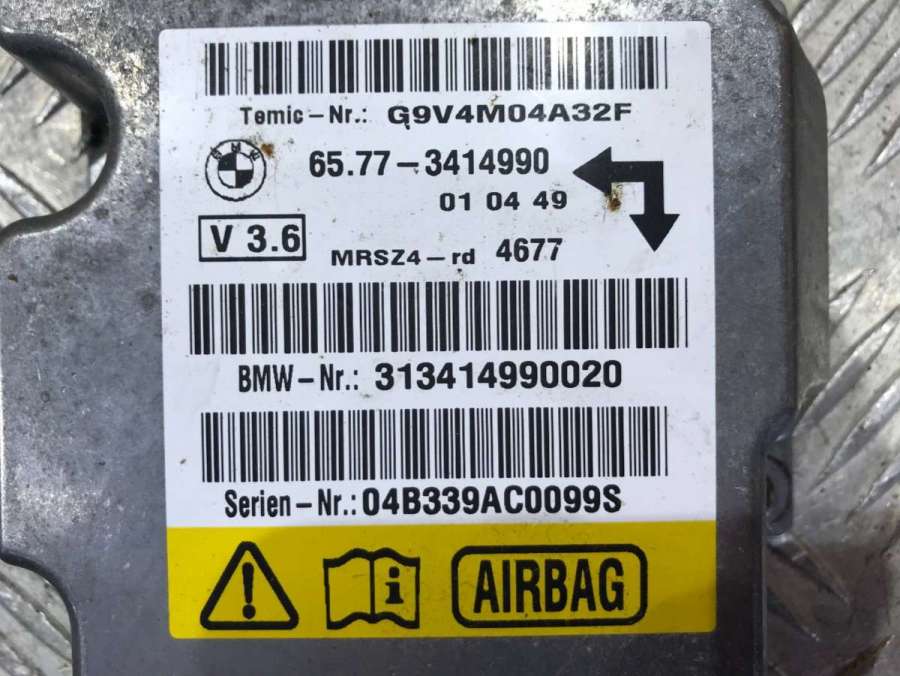 Temic-Nr.: G9V4M04A32F
BMW
65.77-3414990
01 04 49
V 3.6
MRSZ4-rd 4677
BMW-Nr.: 313414990020
Serien-Nr.: 04B339AC0099S
i
AIRBAG